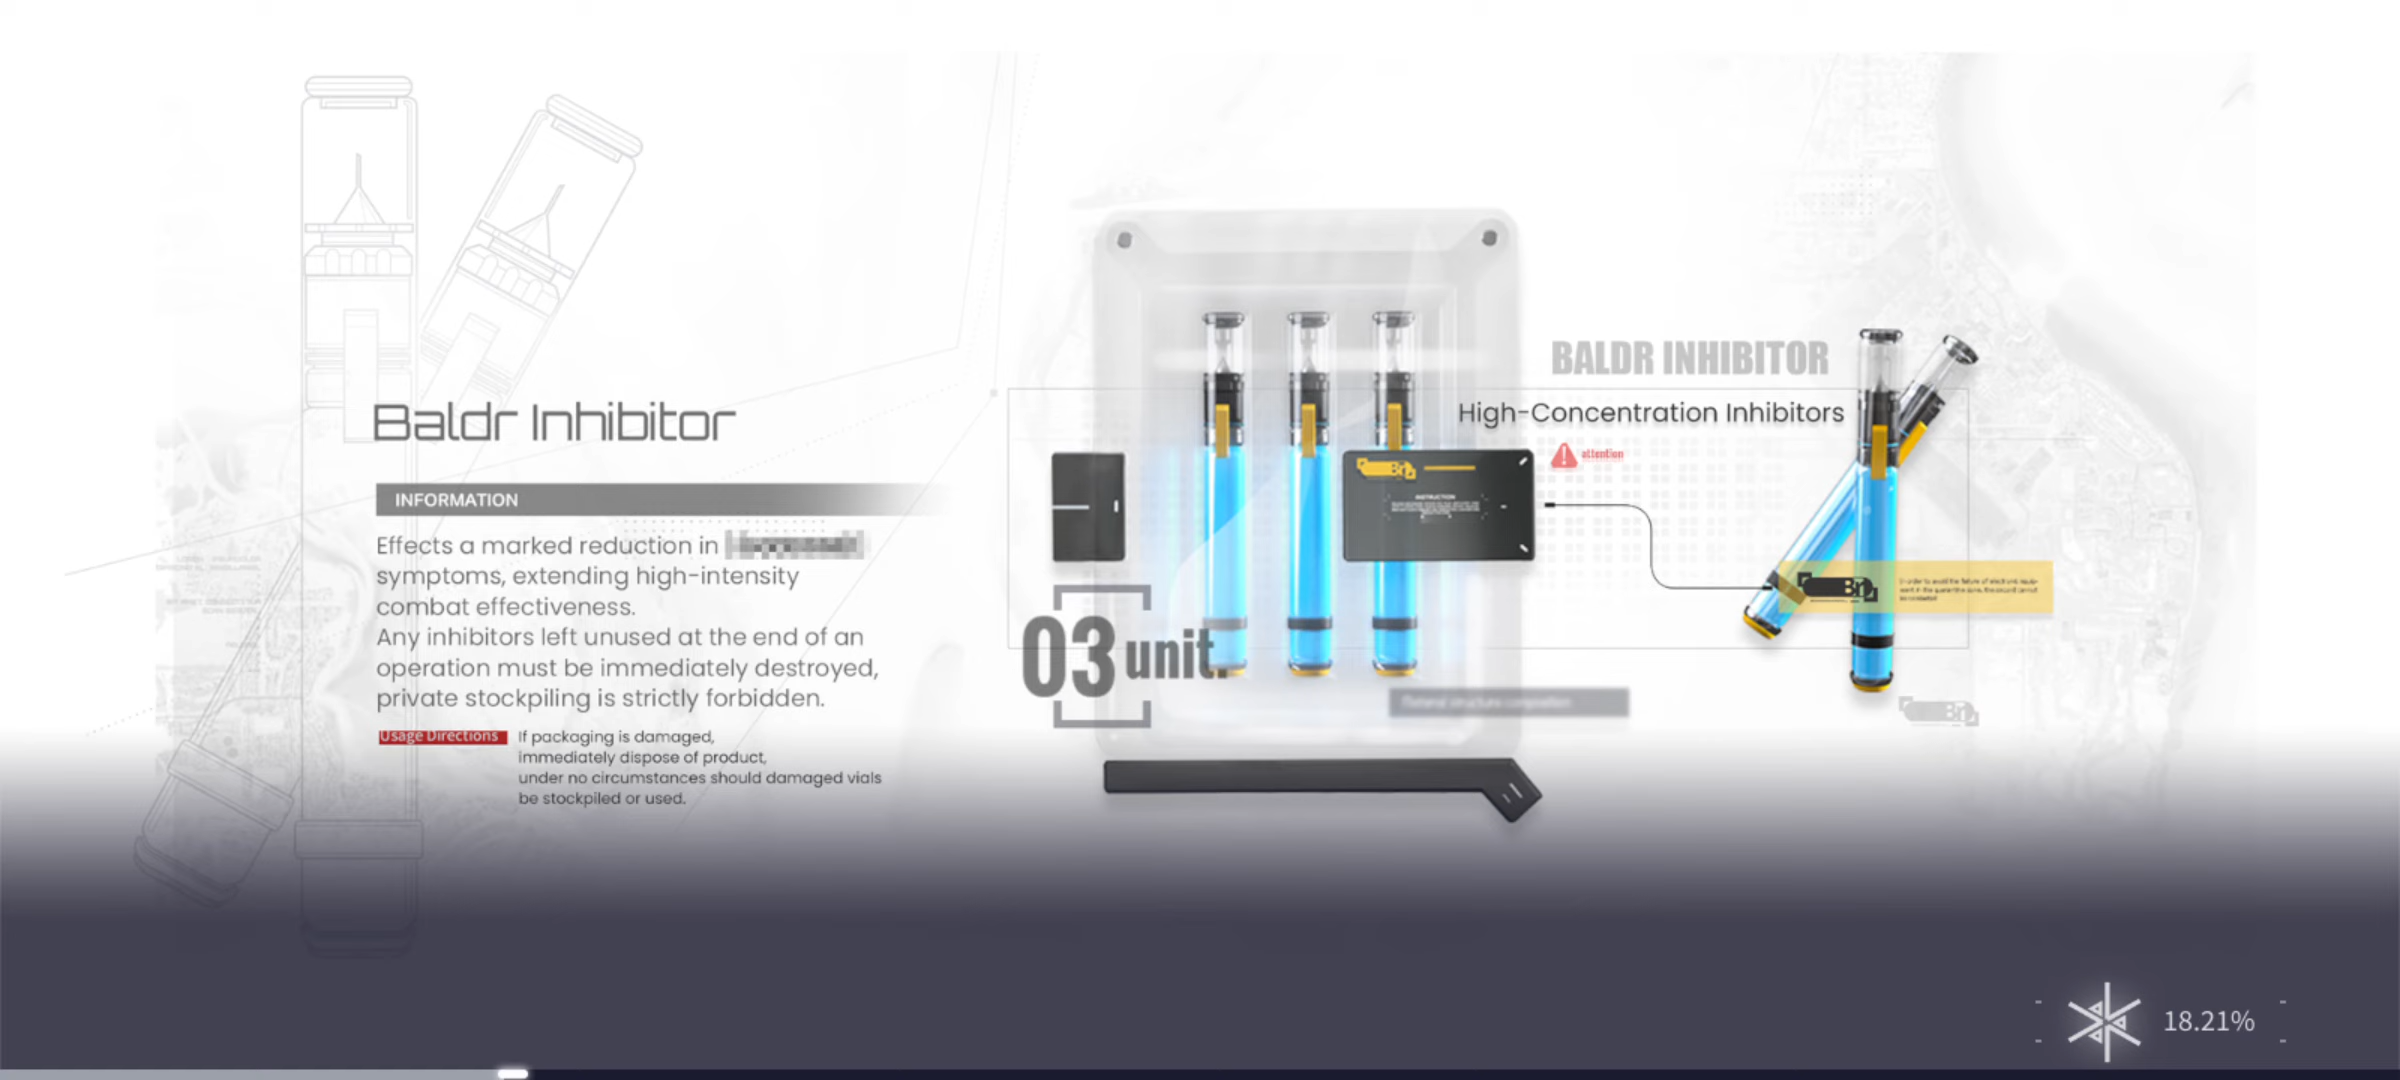 Baldr Inhibitor
INFORMATION
Effects a marked reduction in
symptoms, extending high-intensity
combat effectiveness.
Any inhibitors left unused at the end of an
operation must be immediately destroyed,
private stockpiling is strictly forbidden.
Usage Directions
If packaging is damaged,
immediately dispose of product,
under no circumstances should damaged vials
be stockpiled or used.
03 unit.
INSTRUCTION
BALDR INHIBITOR
High-Concentration Inhibitors
attention
Bri
18.21%